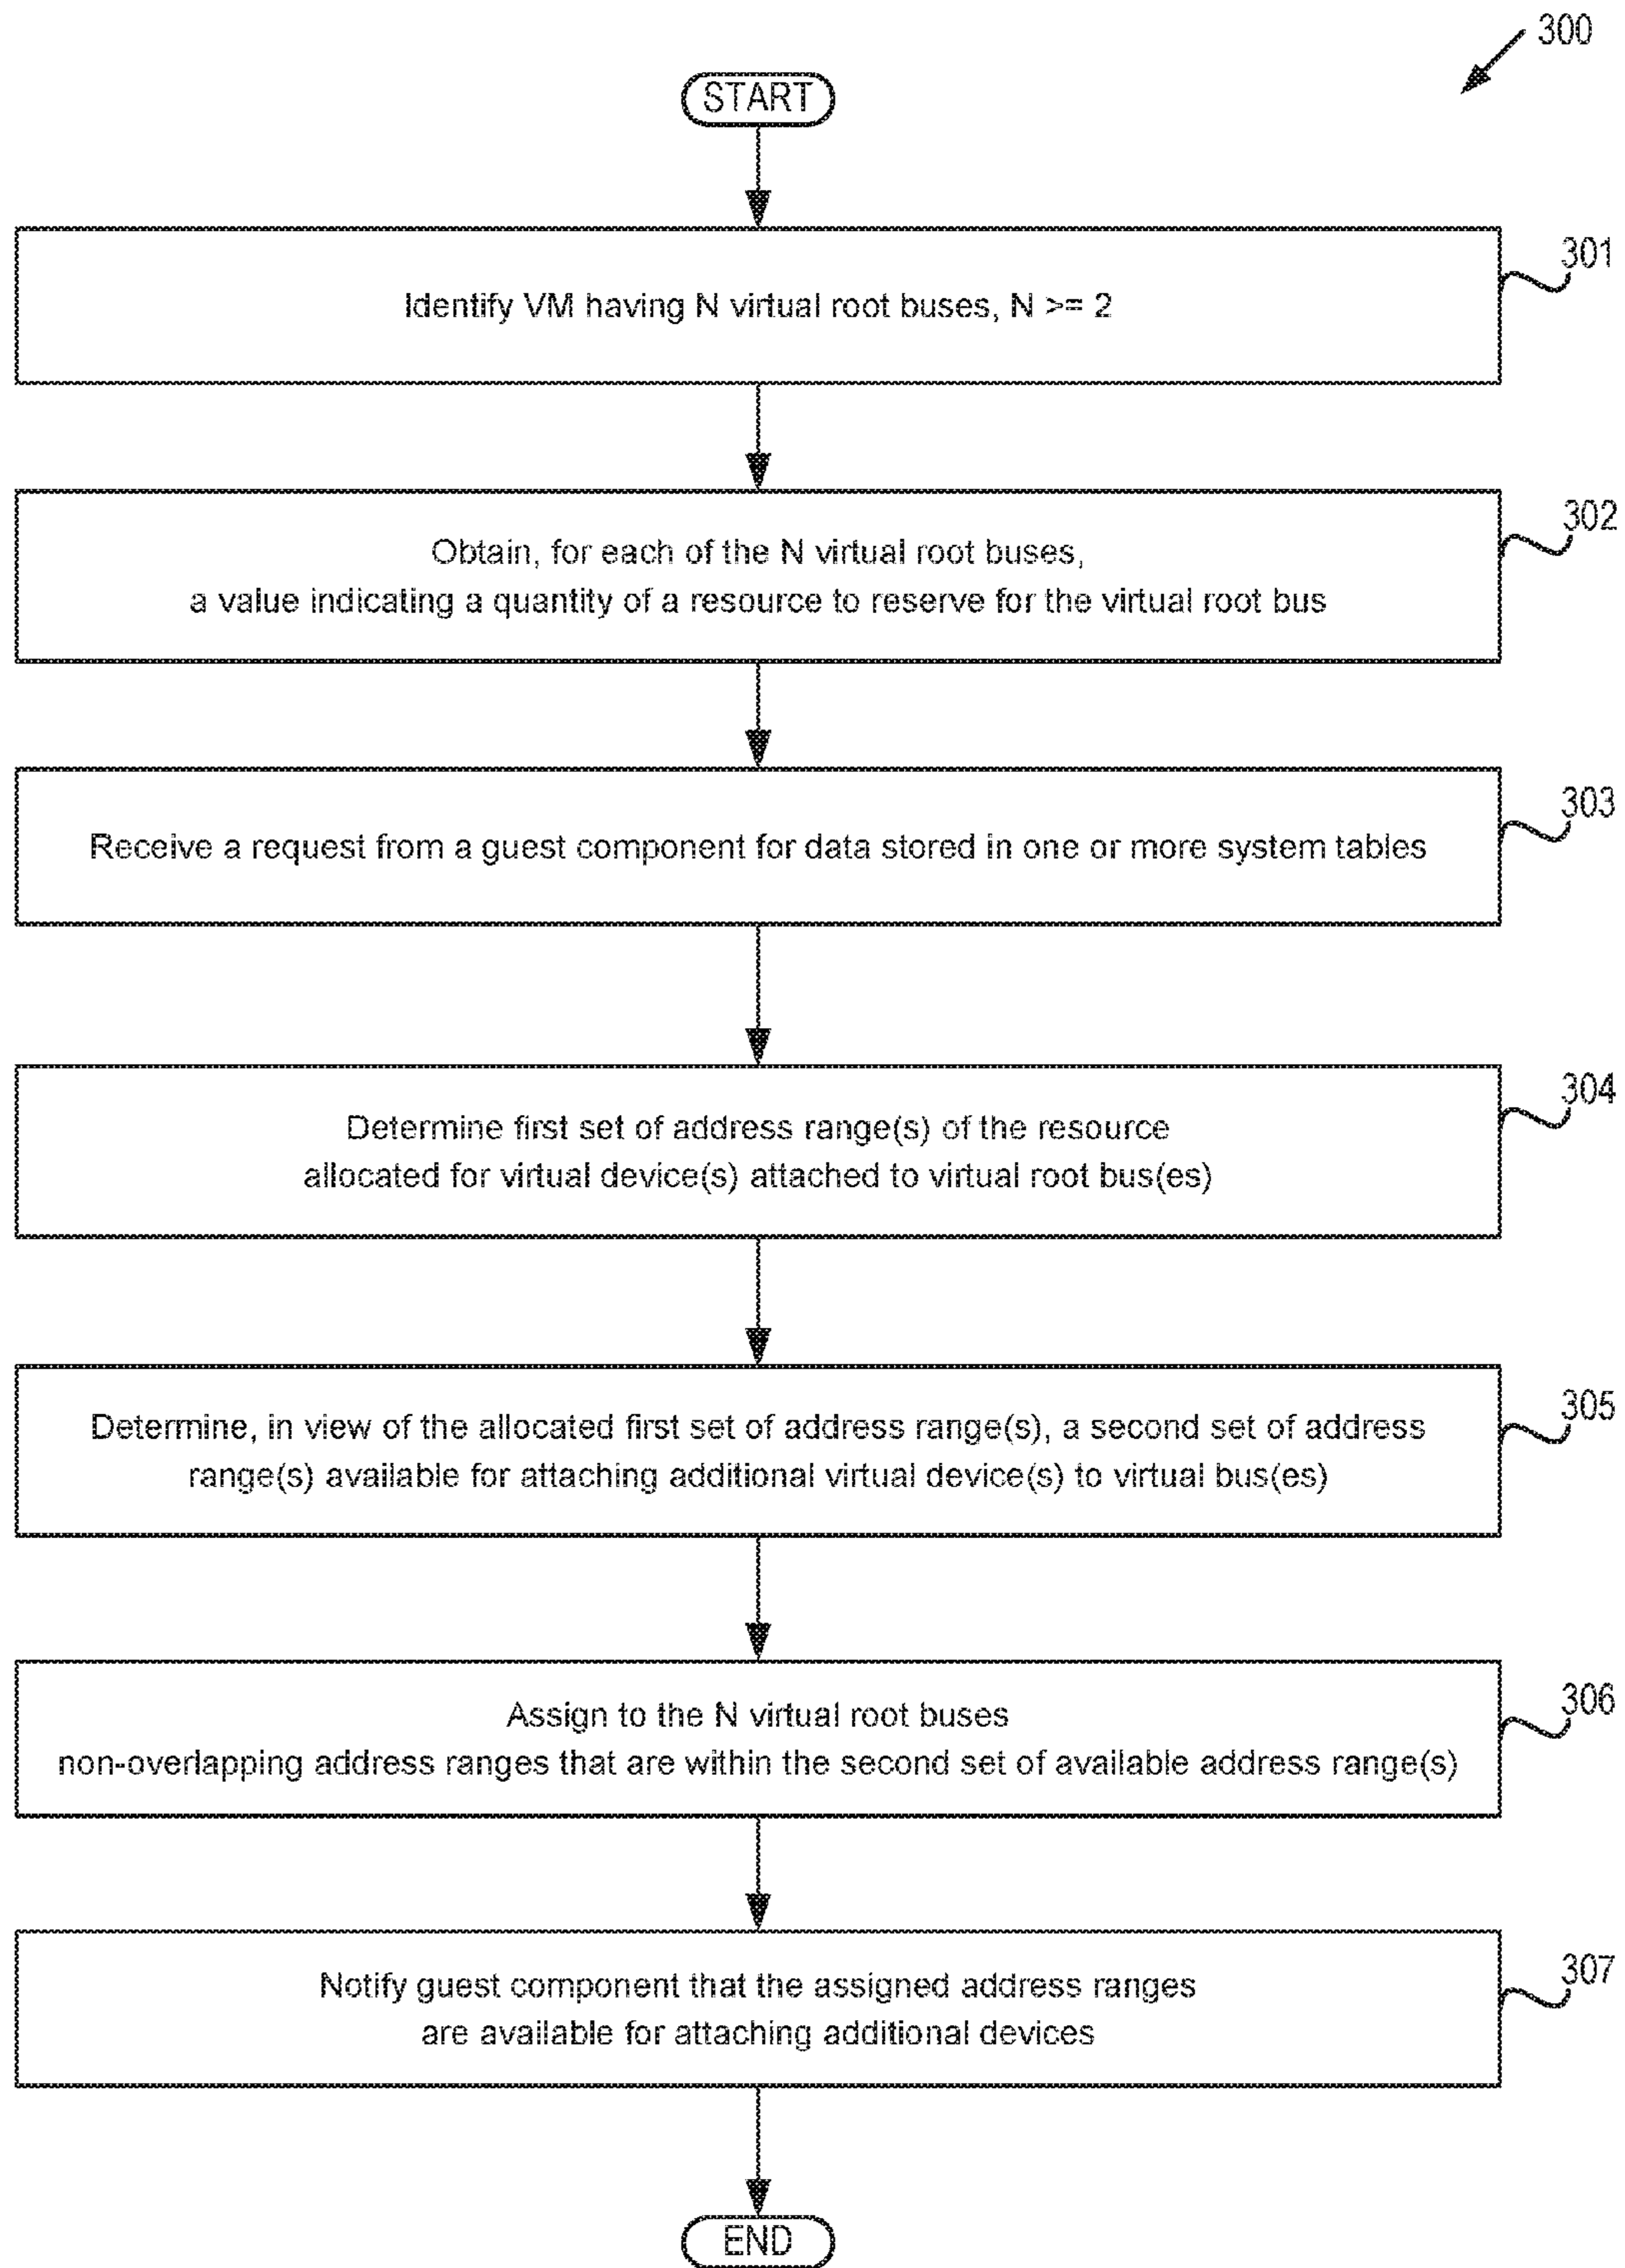 300
START
301
Identify VM having N virtual root buses, N >= 2
302
Obtain, for each of the N virtual root buses,
a value indicating a quantity of a resource to reserve for the virtual root bus
303
Receive a request from a guest component for data stored in one or more system tables
304
Determine first set of address range(s) of the resource
allocated for virtual device(s) attached to virtual root bus(es)
305
Determine, in view of the allocated first set of address range(s), a second set of address
range(s) available for attaching additional virtual device(s) to virtual bus(es)
306
Assign to the N virtual root buses
non-overlapping address ranges that are within the second set of available address range(s)
307
Notify guest component that the assigned address ranges
are available for attaching additional devices
END